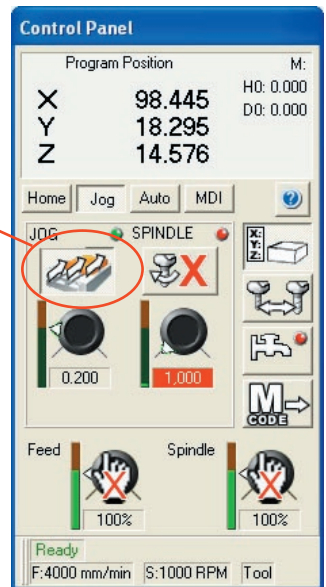 Control Panel
Program Position M:
X 98.445 H0: 0.000
Y 18.295 D0: 0.000
Z 14.576
Home Jog Auto MDI ?
JOG SPINDLE X:
Y:
Z:
0.200 1,000
M
CODE
Feed Spindle
100% 100%
Ready
F:4000 mm/min S:1000 RPM Tool